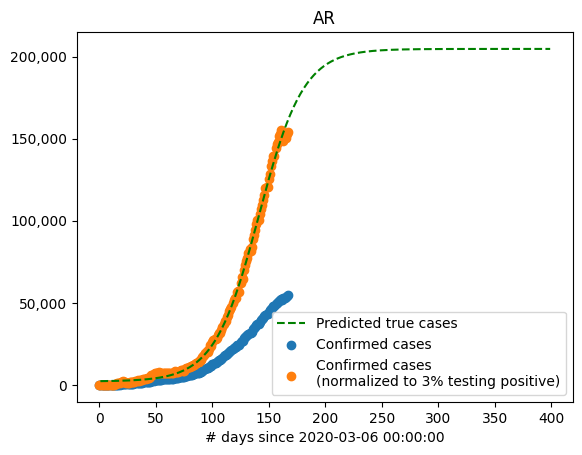 AR
200,000
150,000
100,000
50,000
0
0 50 100 150 200 250 300 350 400
# days since 2020-03-06 00:00:00
Predicted true cases
Confirmed cases
Confirmed cases
(normalized to 3% testing positive)